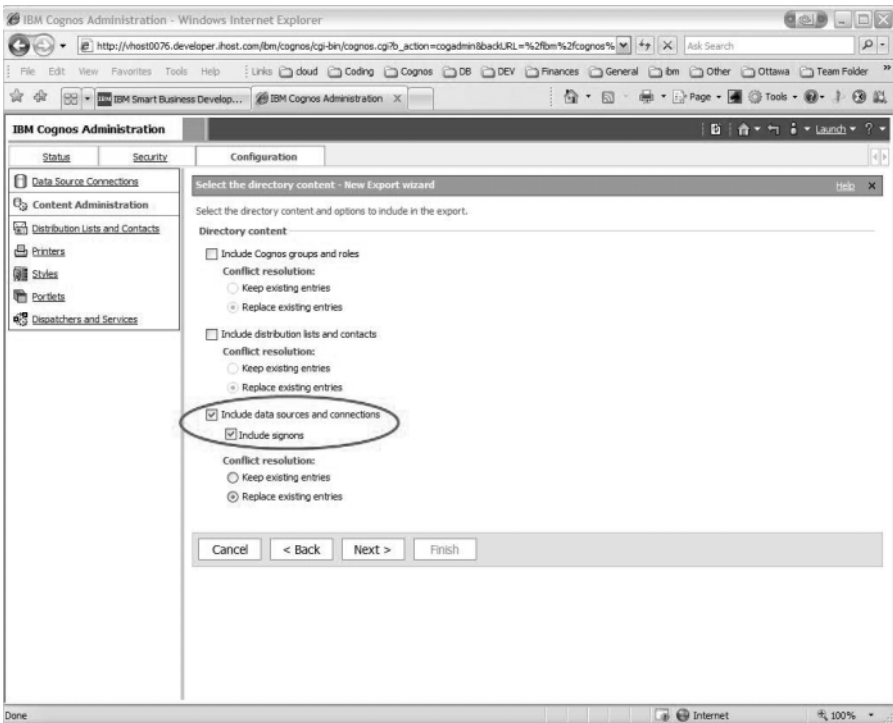 IBM Cognos Administration - Windows Internet Explorer
http://vhost0076.developer.ihost.com/ibm/cognos/cgi-bin/cognos.cgi?b_action=cogadmin&backURL=%2fibm%2fcognos%
Ask Search
File Edit View Favorites Tools Help Links cloud Coding Cognos DB DEV Finances General ibm Other Ottawa Team Folder »
IBM Smart Business Develop... IBM Cognos Administration X Page Tools
IBM Cognos Administration Launch ?
Status Security Configuration
Data Source Connections
Content Administration
Distribution Lists and Contacts
Printers
Styles
Portlets
Dispatchers and Services
Select the directory content - New Export wizard Help X
Select the directory content and options to include in the export.
Directory content
Include Cognos groups and roles
Conflict resolution:
Keep existing entries
Replace existing entries
Include distribution lists and contacts
Conflict resolution:
Keep existing entries
Replace existing entries
Include data sources and connections
Include signons
Conflict resolution:
Keep existing entries
Replace existing entries
Cancel < Back Next > Finish
Done Internet 100%